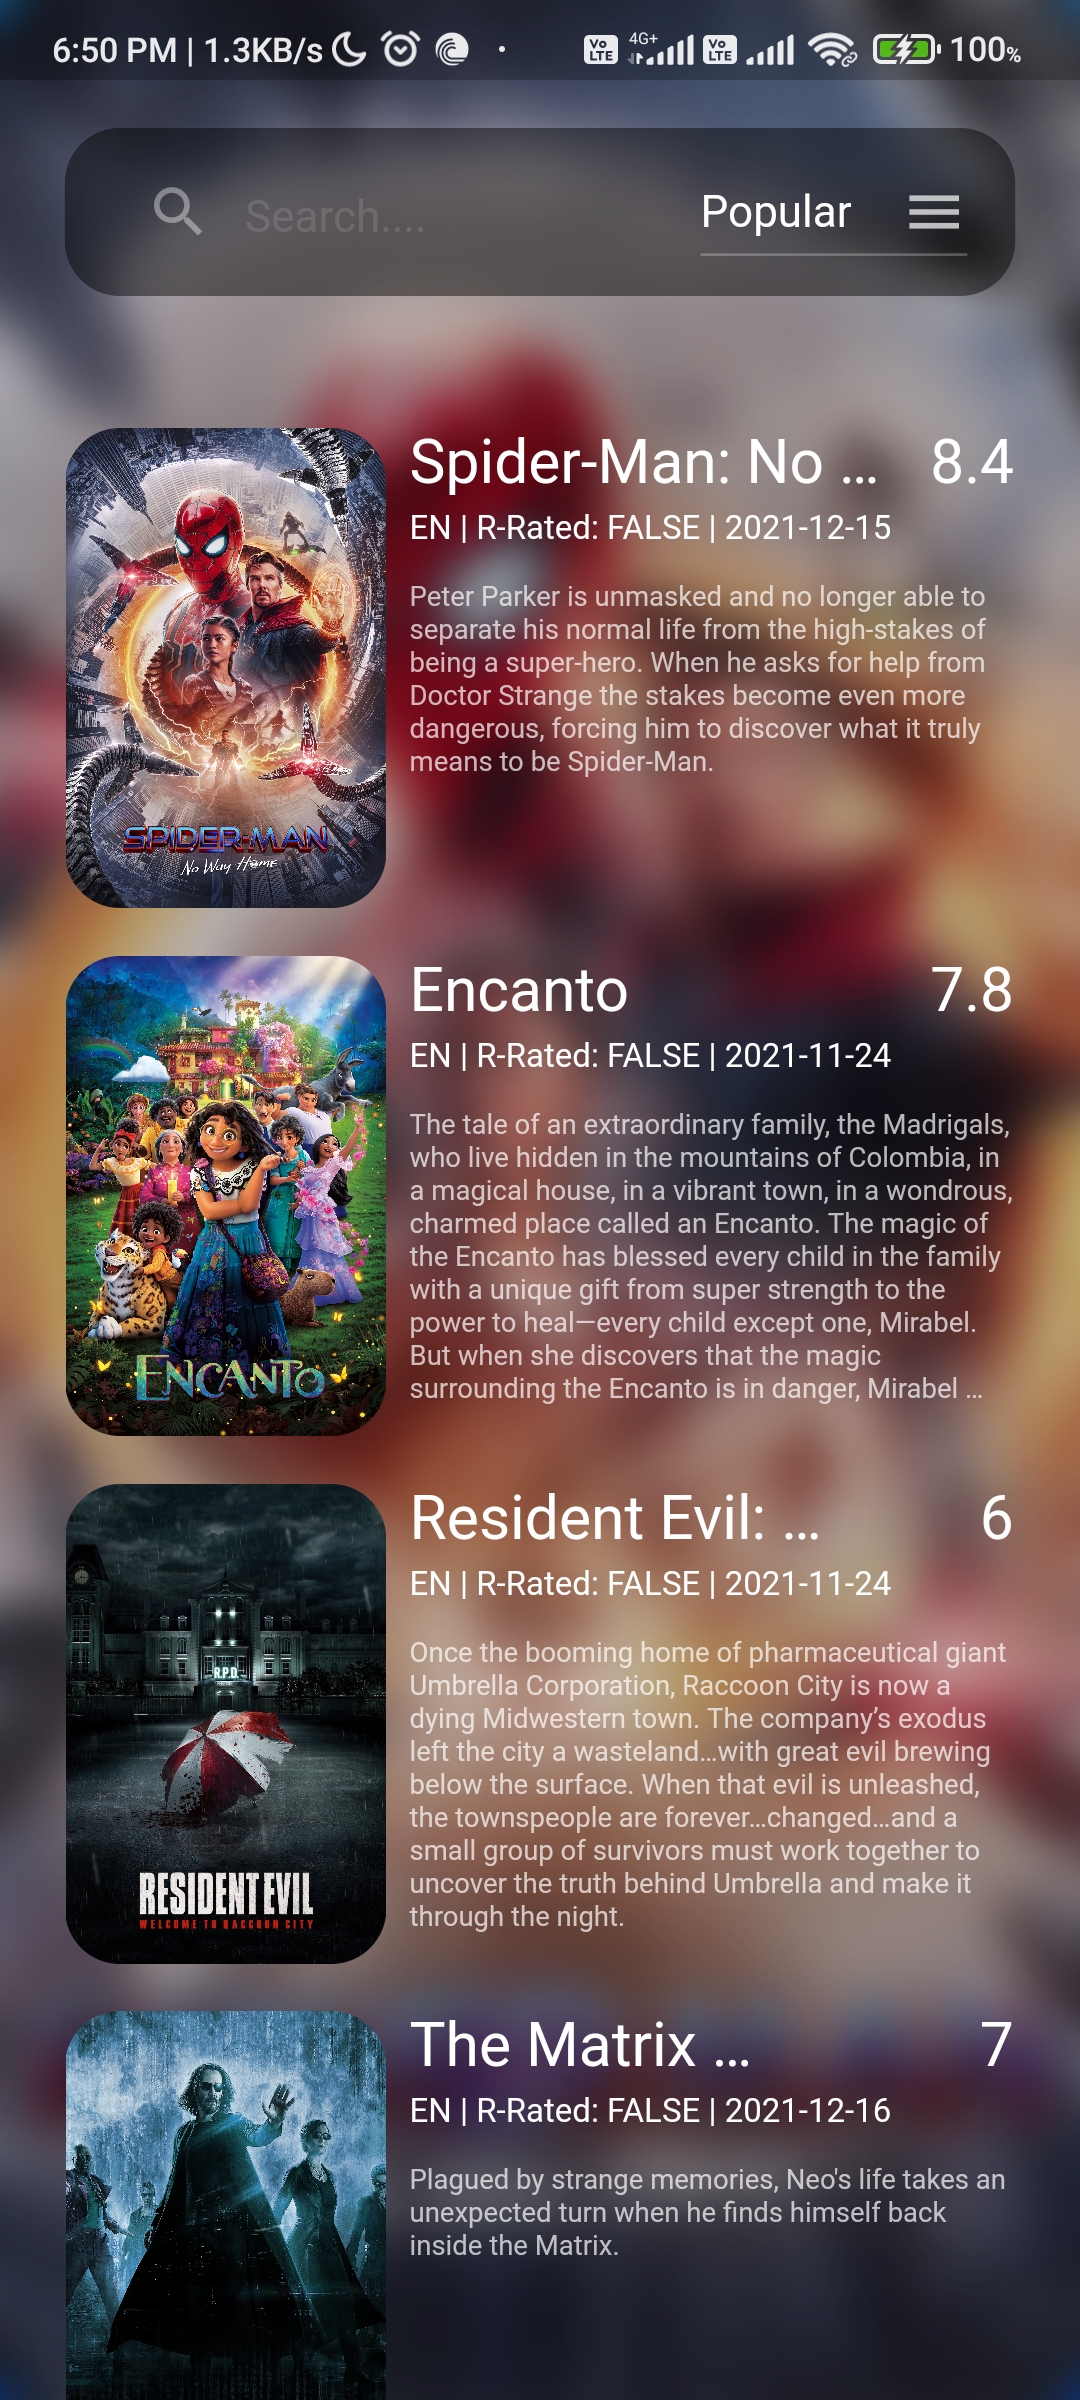 6:50 PM | 1.3KB/s
Vo LTE 4G+ Vo LTE 100%
Search....
Popular
Spider-Man: No ... 8.4
EN | R-Rated: FALSE | 2021-12-15
Peter Parker is unmasked and no longer able to
separate his normal life from the high-stakes of
being a super-hero. When he asks for help from
Doctor Strange the stakes become even more
dangerous, forcing him to discover what it truly
means to be Spider-Man.
SPIDER-MAN
No Way Home
Encanto 7.8
EN | R-Rated: FALSE | 2021-11-24
The tale of an extraordinary family, the Madrigals,
who live hidden in the mountains of Colombia, in
a magical house, in a vibrant town, in a wondrous,
charmed place called an Encanto. The magic of
the Encanto has blessed every child in the family
with a unique gift from super strength to the
power to heal—every child except one, Mirabel.
But when she discovers that the magic
surrounding the Encanto is in danger, Mirabel ...
ENCANTO
Resident Evil: ... 6
EN | R-Rated: FALSE | 2021-11-24
Once the booming home of pharmaceutical giant
Umbrella Corporation, Raccoon City is now a
dying Midwestern town. The company’s exodus
left the city a wasteland…with great evil brewing
below the surface. When that evil is unleashed,
the townspeople are forever…changed…and a
small group of survivors must work together to
uncover the truth behind Umbrella and make it
through the night.
R.P.D.
RESIDENT EVIL
WELCOME TO RACCOON CITY
The Matrix ... 7
EN | R-Rated: FALSE | 2021-12-16
Plagued by strange memories, Neo's life takes an
unexpected turn when he finds himself back
inside the Matrix.